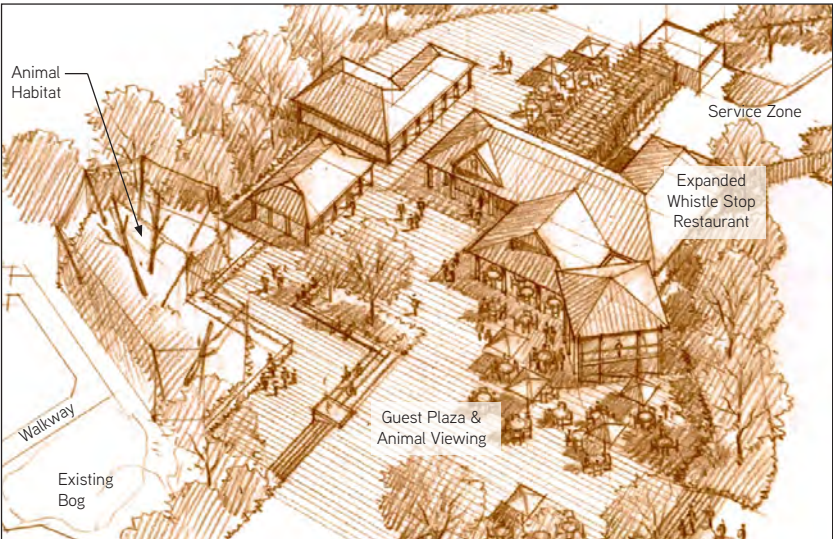 Animal
Habitat
Service Zone
Expanded
Whistle Stop
Restaurant
Guest Plaza &
Animal Viewing
Walkway
Existing
Bog